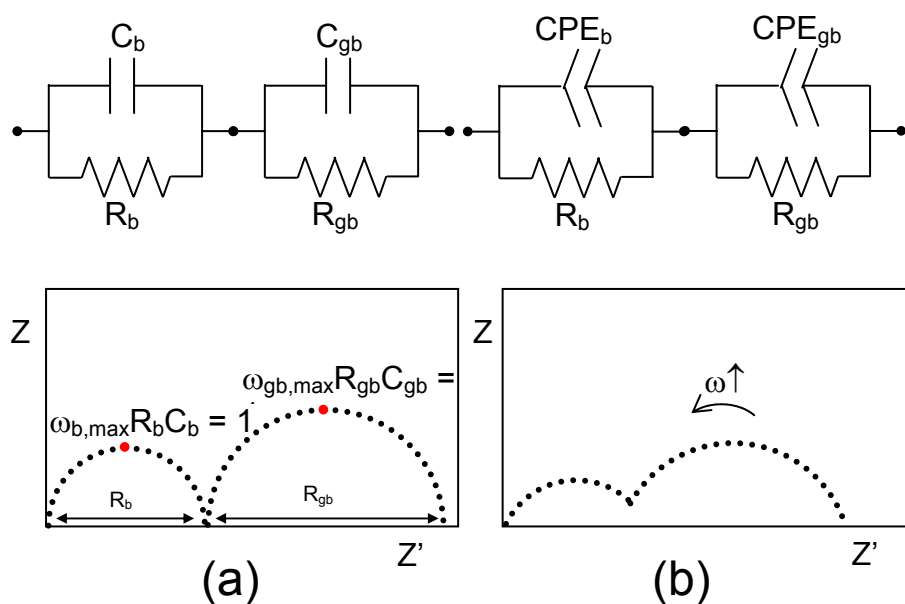 C_b C_gb CPE_b CPE_gb
R_b R_gb R_b R_gb
Z
ω_gb,max R_gb C_gb =
ω_b,max R_b C_b = 1
R_b R_gb
Z'
(a)
Z
ω↑
Z'
(b)